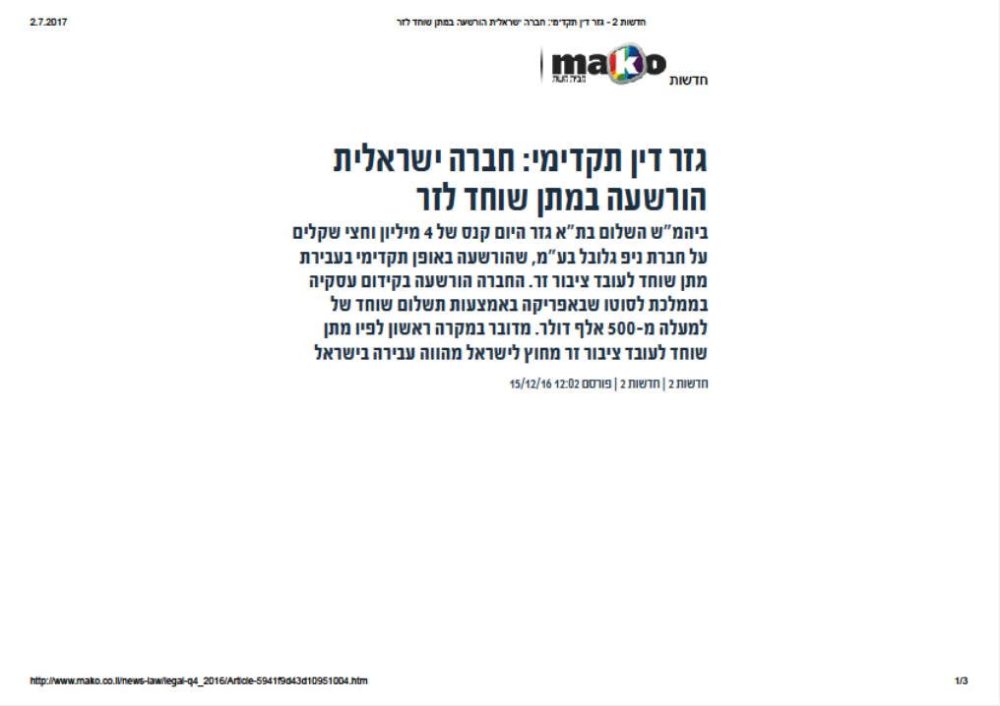 2.7.2017
חדשות 2 - גזר דין תקדימי: חברה ישראלית הורשעה במתן שוחד לזר
mako
חדשות
גזר דין תקדימי: חברה ישראלית
הורשעה במתן שוחד לזר
ביהמ"ש השלום בת"א גזר היום קנס של 4 מיליון וחצי שקלים
על חברת ניפ גלובל בע"מ, שהורשעה באופן תקדימי בעבירת
מתן שוחד לעובד ציבור זר. החברה הורשעה בקידום עסקיה
בממלכת לסוטו שבאפריקה באמצעות תשלום שוחד של
למעלה מ-500 אלף דולר. מדובר במקרה ראשון לפיו מתן
שוחד לעובד ציבור זר מחוץ לישראל מהווה עבירה בישראל
חדשות 2 | חדשות 2 | פורסם 12:02 15/12/16
http://www.mako.co.il/news-law/legal-q4_2016/Article-5941f9d43d10951004.htm
1/3